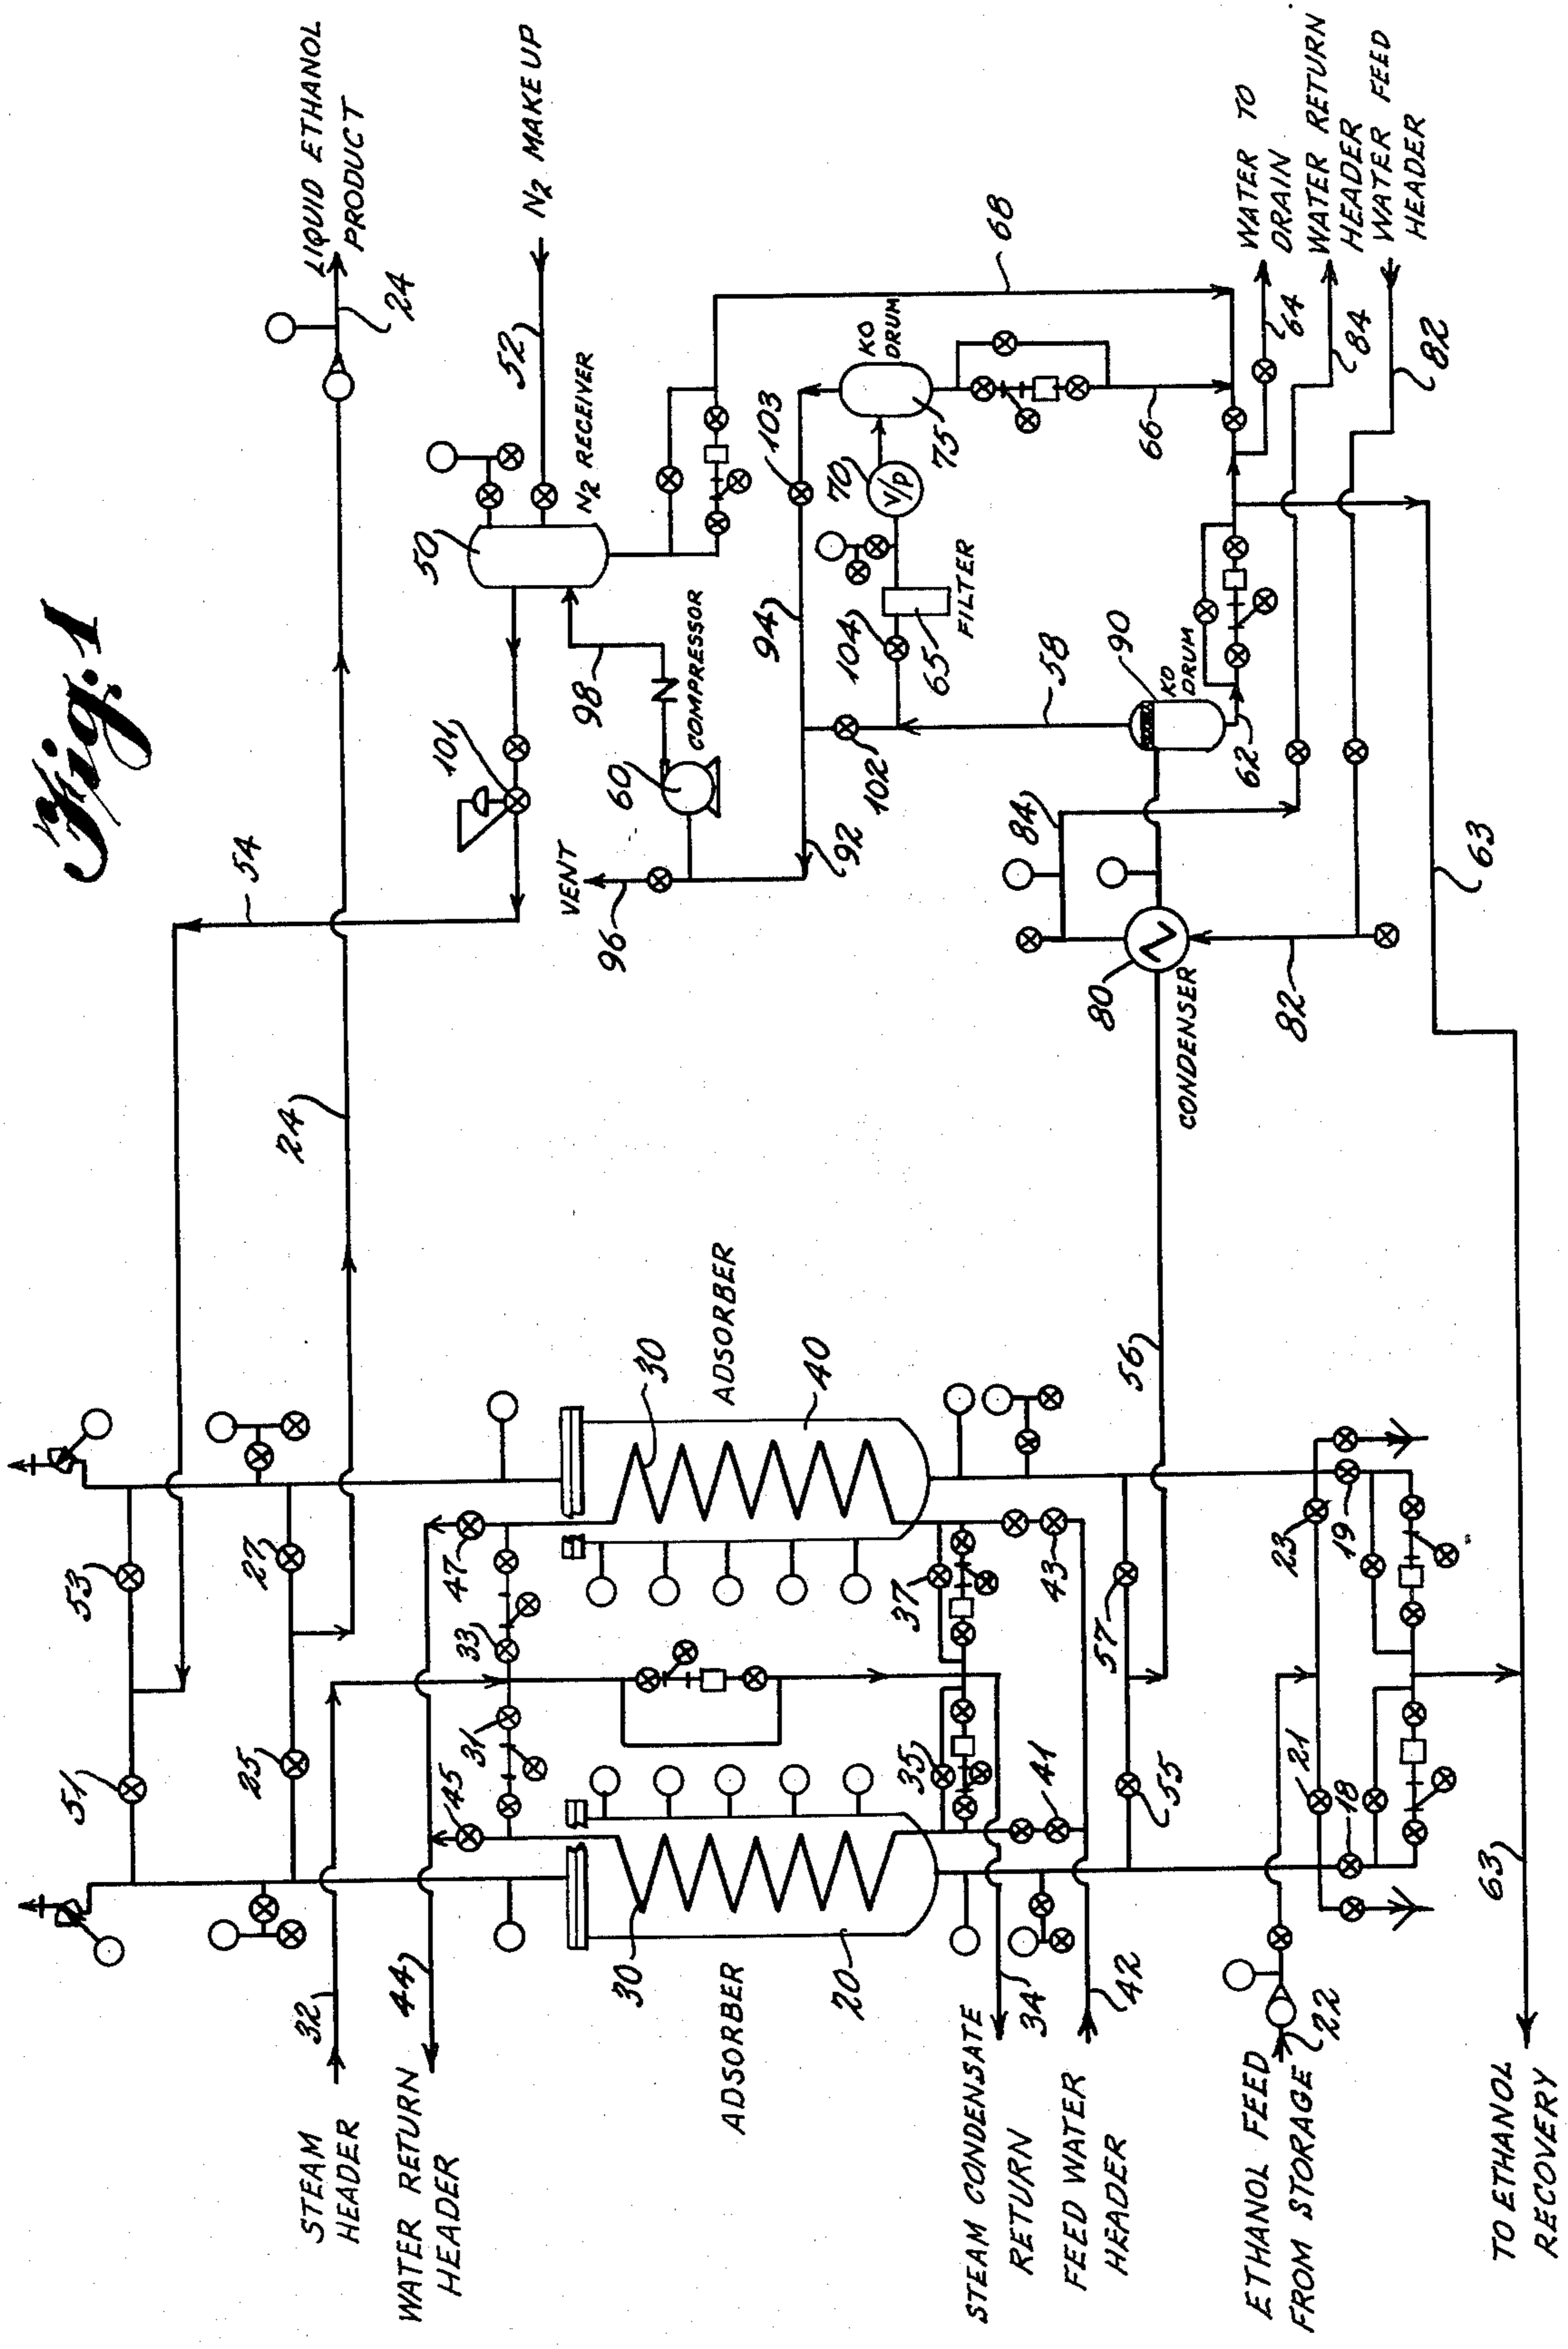 Fig. 1
53
51
54
27
25
24
24
LIQUID ETHANOL
PRODUCT
STEAM
HEADER
32
WATER RETURN
HEADER
44
45
47
31
33
101
50
52
N2 MAKE UP
N2 RECEIVER
VENT
96
98
60
COMPRESSOR
30
30
ADSORBER
ADSORBER
20
40
92
94
103
102
104
70
V/P
KO
DRUM
75
65
FILTER
68
35
37
STEAM CONDENSATE
RETURN
34
84
58
FEED WATER
HEADER
42
41
43
57
55
56
80
90
CONDENSER
KO
DRUM
62
66
WATER TO
DRAIN
64
WATER RETURN
HEADER
84
WATER FEED
HEADER
82
82
ETHANOL FEED
FROM STORAGE
22
21
23
18
19
63
63
TO ETHANOL
RECOVERY